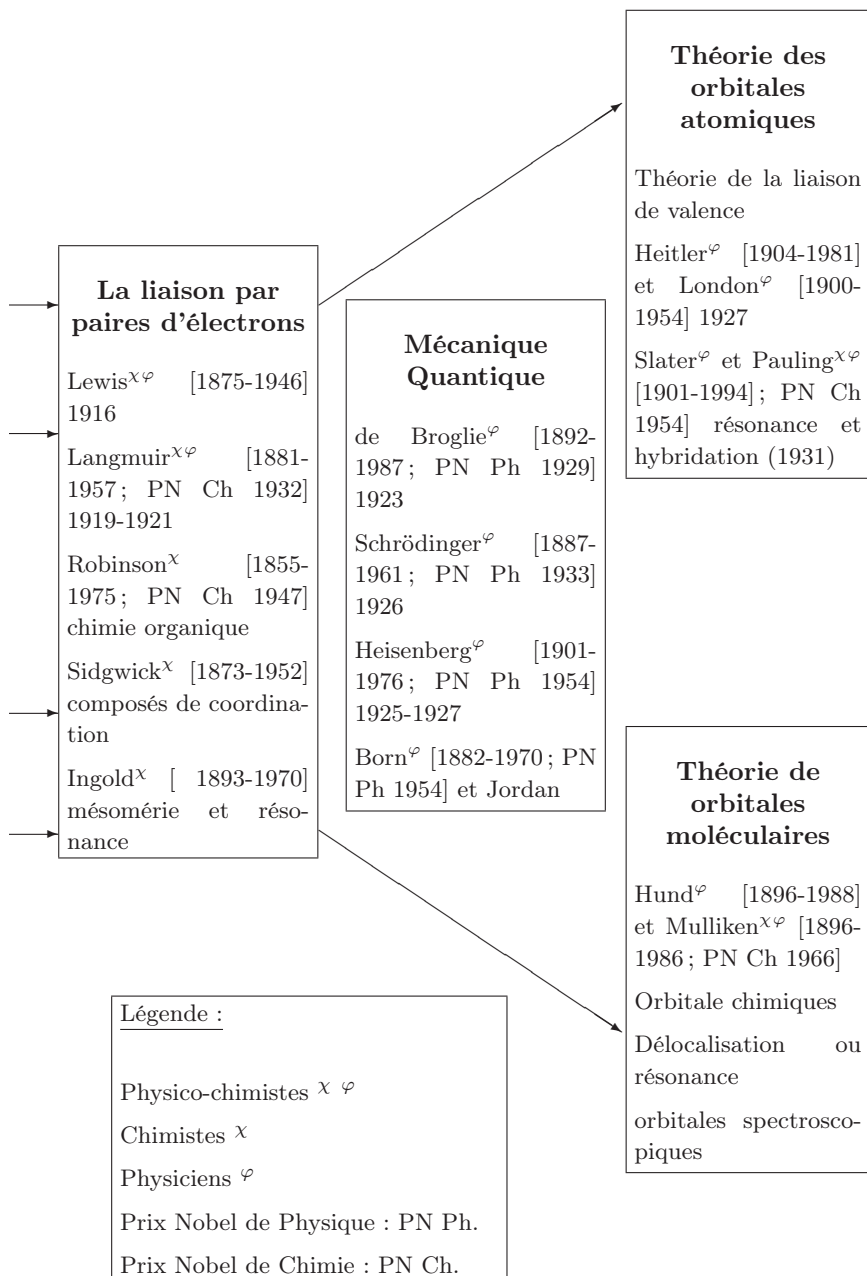 La liaison par
paires d'électrons
Lewis^χφ [1875-1946]
1916
Langmuir^χφ [1881-
1957 ; PN Ch 1932]
1919-1921
Robinson^χ [1855-
1975 ; PN Ch 1947]
chimie organique
Sidgwick^χ [1873-1952]
composés de coordina-
tion
Ingold^χ [ 1893-1970]
mésomérie et réso-
nance
Mécanique
Quantique
de Broglie^φ [1892-
1987 ; PN Ph 1929]
1923
Schrödinger^φ [1887-
1961 ; PN Ph 1933]
1926
Heisenberg^φ [1901-
1976 ; PN Ph 1954]
1925-1927
Born^φ [1882-1970 ; PN
Ph 1954] et Jordan
Théorie des
orbitales
atomiques
Théorie de la liaison
de valence
Heitler^φ [1904-1981]
et London^φ [1900-
1954] 1927
Slater^φ et Pauling^χφ
[1901-1994] ; PN Ch
1954] résonance et
hybridation (1931)
Théorie de
orbitales
moléculaires
Hund^φ [1896-1988]
et Mulliken^χφ [1896-
1986 ; PN Ch 1966]
Orbitale chimiques
Délocalisation ou
résonance
orbitales spectrosco-
piques
Légende :
Physico-chimistes ^χ ^φ
Chimistes ^χ
Physiciens ^φ
Prix Nobel de Physique : PN Ph.
Prix Nobel de Chimie : PN Ch.